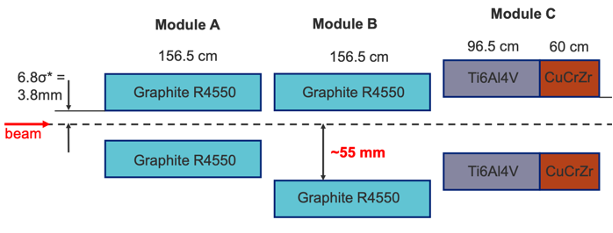 Module A
Module B
Module C
156.5 cm
156.5 cm
96.5 cm
60 cm
6.8σ* =
3.8mm
Graphite R4550
Graphite R4550
Ti6Al4V
CuCrZr
beam
Graphite R4550
~55 mm
Ti6Al4V
CuCrZr
Graphite R4550